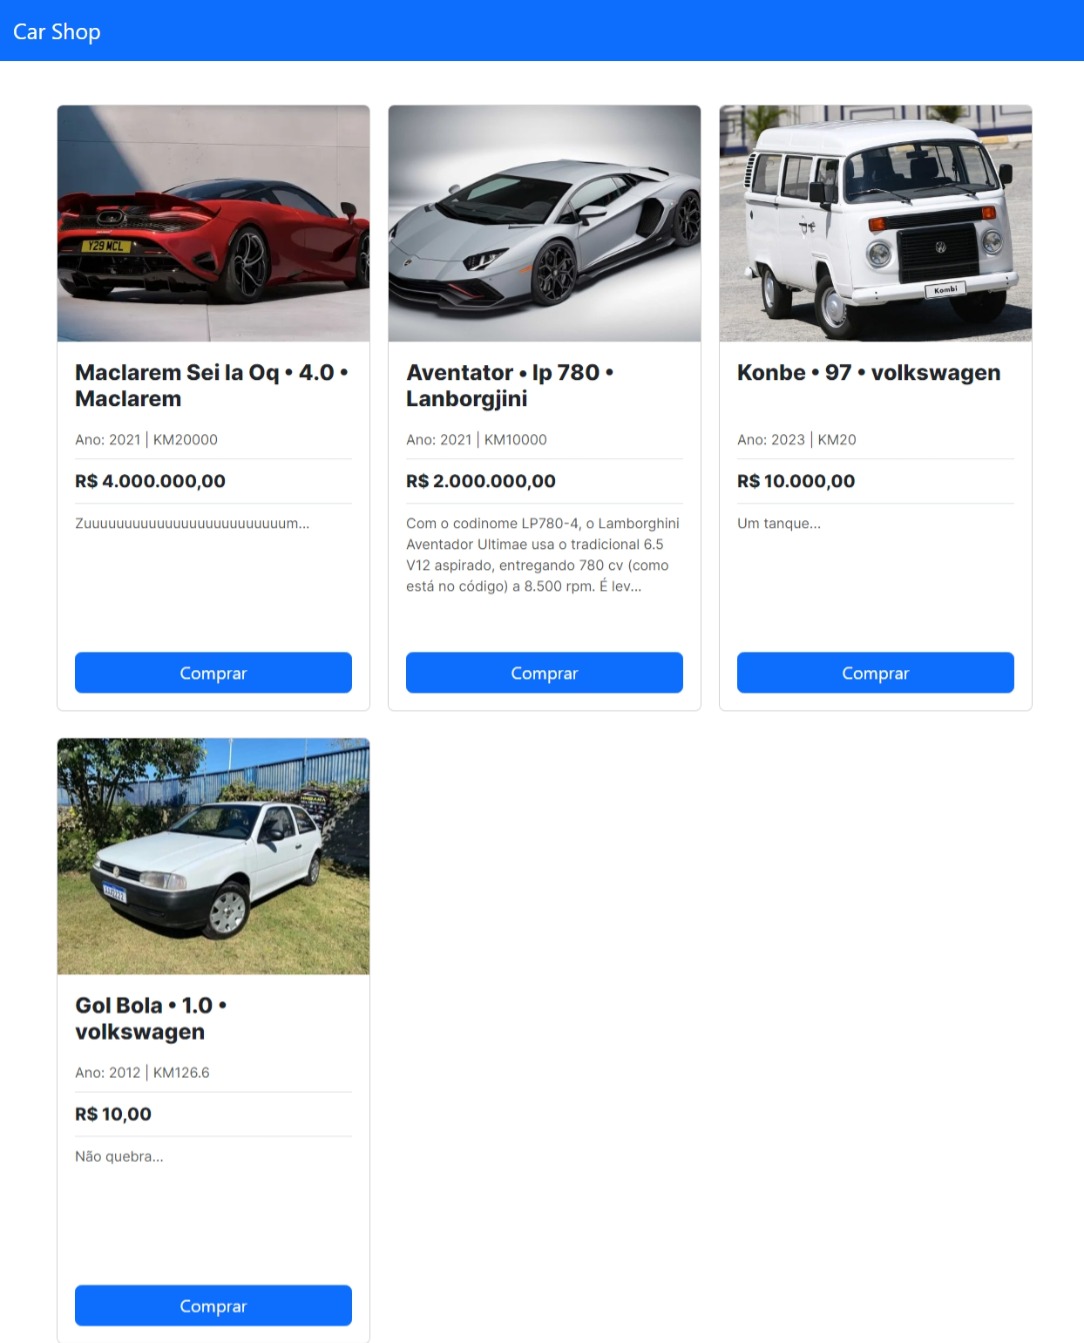 Car Shop
Y29 MCL
Kombi
Maclarem Sei la Oq • 4.0 •
Maclarem
Ano: 2021 | KM20000
R$ 4.000.000,00
Zuuuuuuuuuuuuuuuuuuuuuuuuum...
Comprar
Aventator • lp 780 •
Lanborgjini
Ano: 2021 | KM10000
R$ 2.000.000,00
Com o codinome LP780-4, o Lamborghini
Aventador Ultimae usa o tradicional 6.5
V12 aspirado, entregando 780 cv (como
está no código) a 8.500 rpm. É lev...
Comprar
Konbe • 97 • volkswagen
Ano: 2023 | KM20
R$ 10.000,00
Um tanque...
Comprar
Gol Bola • 1.0 •
volkswagen
Ano: 2012 | KM126.6
R$ 10,00
Não quebra...
Comprar